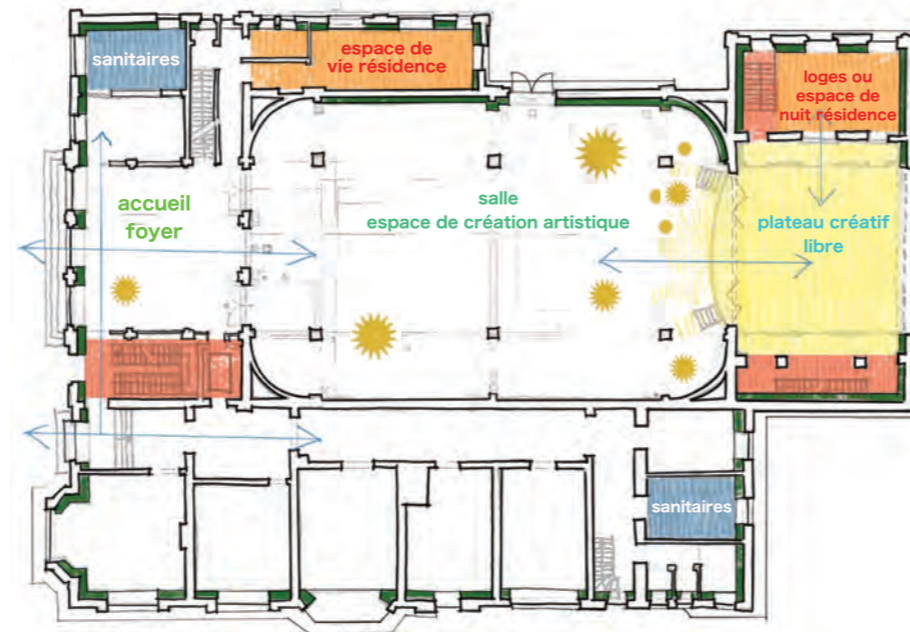 sanitaires
espace de
vie résidence
loges ou
espace de
nuit résidence
accueil
foyer
salle
espace de création artistique
plateau créatif
libre
sanitaires